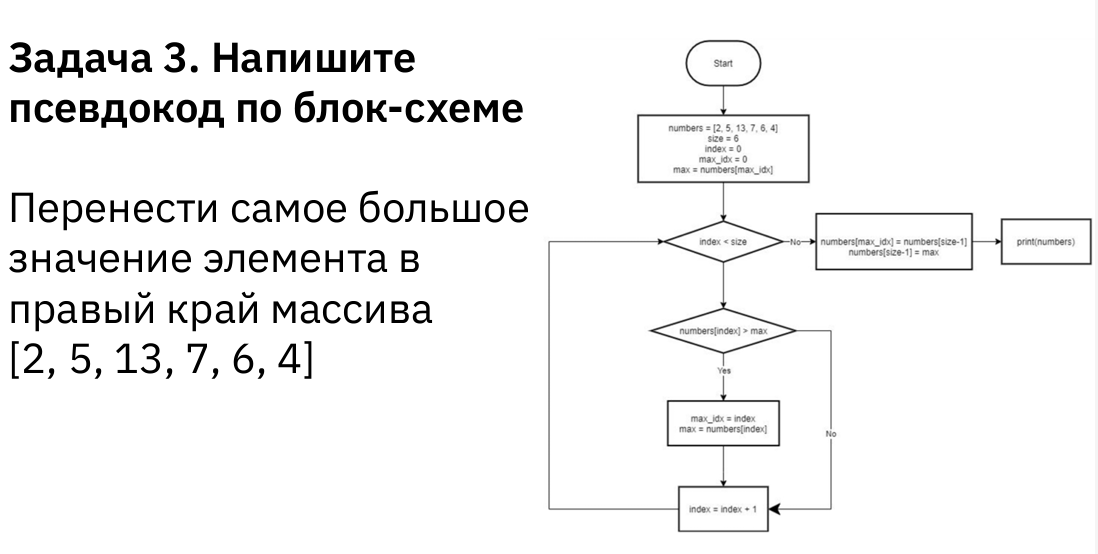 Задача 3. Напишите
псевдокод по блок-схеме
Перенести самое большое
значение элемента в
правый край массива
[2, 5, 13, 7, 6, 4]
Start
numbers = [2, 5, 13, 7, 6, 4]
size = 6
index = 0
max_idx = 0
max = numbers[max_idx]
index < size
No
numbers[max_idx] = numbers[size-1]
numbers[size-1] = max
print(numbers)
numbers[index] > max
Yes
max_idx = index
max = numbers[index]
No
index = index + 1